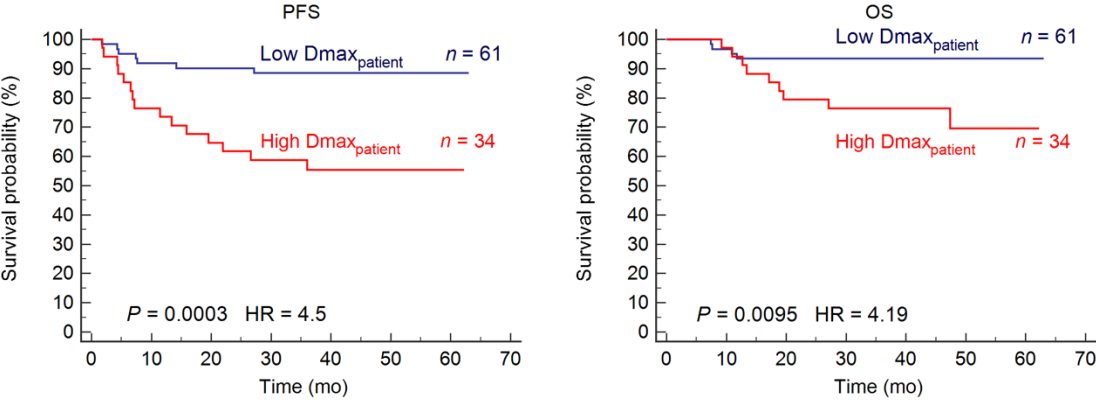 PFS
100
90
80
70
60
50
40
30
20
10
0
Survival probability (%)
Low Dmaxpatient n = 61
High Dmaxpatient n = 34
P = 0.0003 HR = 4.5
0 10 20 30 40 50 60 70
Time (mo)
OS
100
90
80
70
60
50
40
30
20
10
0
Survival probability (%)
Low Dmaxpatient n = 61
High Dmaxpatient n = 34
P = 0.0095 HR = 4.19
0 10 20 30 40 50 60 70
Time (mo)